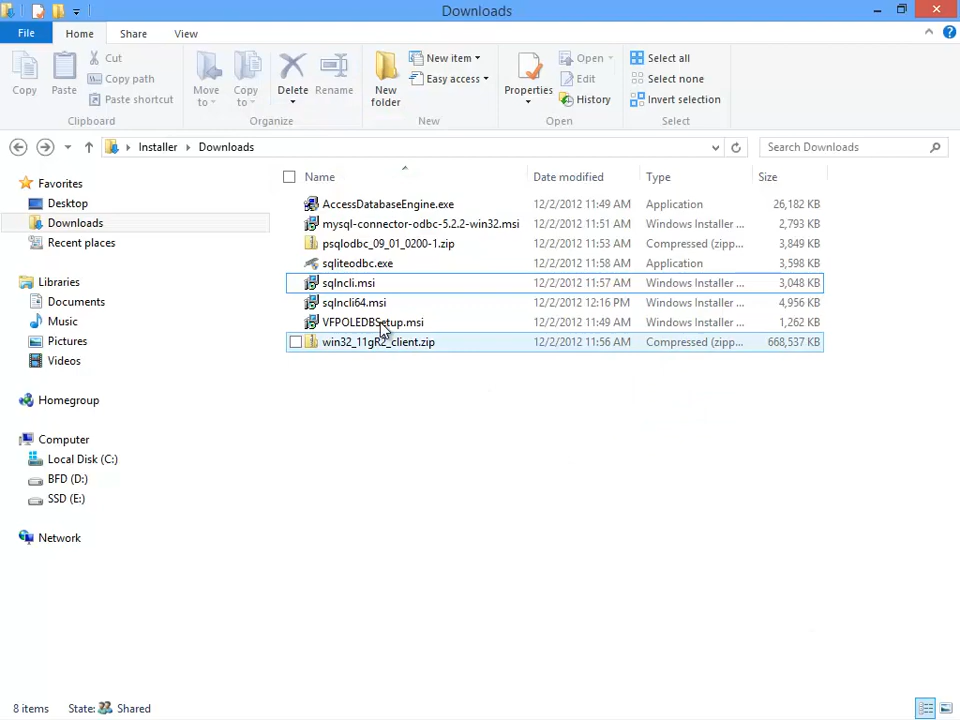 Downloads
File Home Share View
Copy
Paste
Cut
Copy path
Paste shortcut
Clipboard
Move to
Copy to
Delete
Rename
Organize
New folder
New item
Easy access
New
Properties
Open
Edit
History
Open
Select all
Select none
Invert selection
Select
Installer Downloads
Search Downloads
Favorites
Desktop
Downloads
Recent places
Libraries
Documents
Music
Pictures
Videos
Homegroup
Computer
Local Disk (C:)
BFD (D:)
SSD (E:)
Network
Name Date modified Type Size
AccessDatabaseEngine.exe 12/2/2012 11:49 AM Application 26,182 KB
mysql-connector-odbc-5.2.2-win32.msi 12/2/2012 11:51 AM Windows Installer ... 2,793 KB
psqlodbc_09_01_0200-1.zip 12/2/2012 11:53 AM Compressed (zipp... 3,849 KB
sqliteodbc.exe 12/2/2012 11:58 AM Application 3,598 KB
sqlncli.msi 12/2/2012 11:57 AM Windows Installer ... 3,048 KB
sqlncli64.msi 12/2/2012 12:16 PM Windows Installer ... 4,956 KB
VFPOLEDBSetup.msi 12/2/2012 11:49 AM Windows Installer ... 1,262 KB
win32_11gR2_client.zip 12/2/2012 11:56 AM Compressed (zipp... 668,537 KB
8 items State: Shared